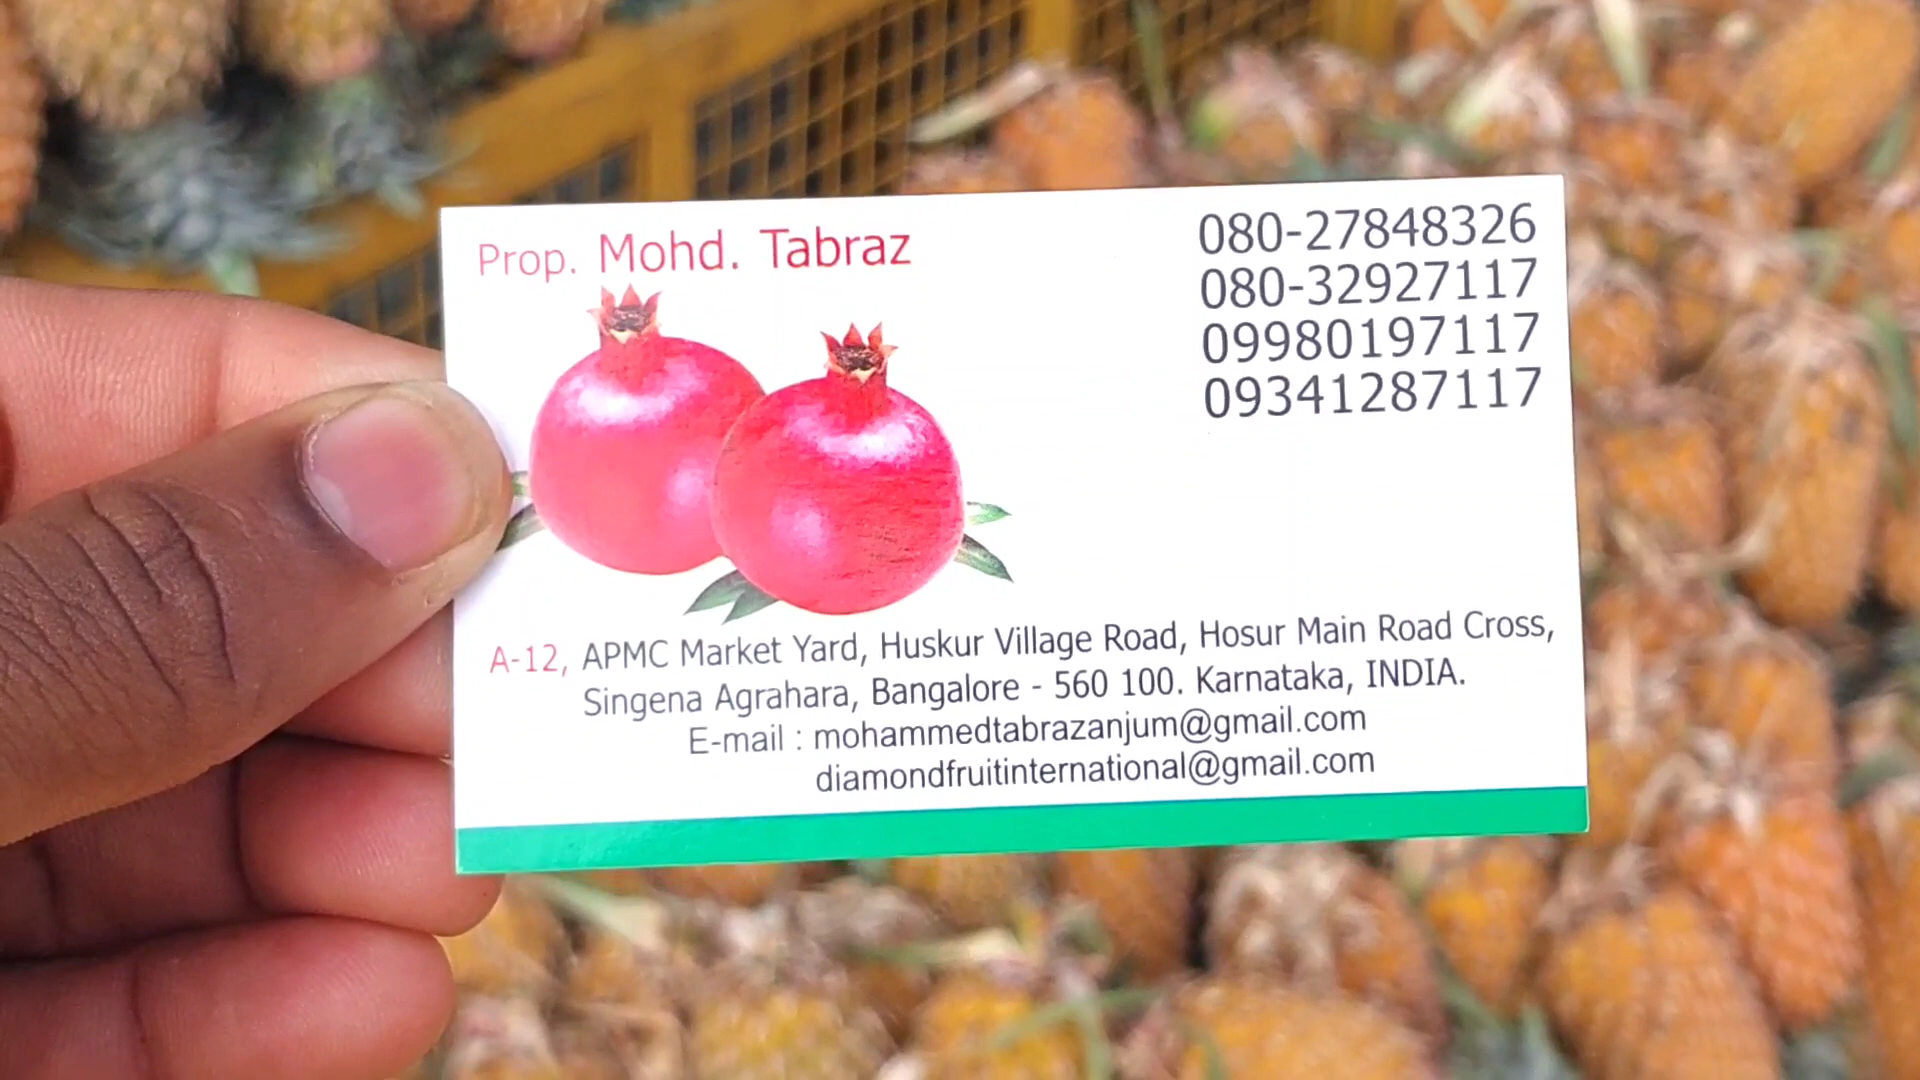 Prop. Mohd. Tabraz
080-27848326
080-32927117
09980197117
09341287117
A-12, APMC Market Yard, Huskur Village Road, Hosur Main Road Cross,
Singena Agrahara, Bangalore - 560 100. Karnataka, INDIA.
E-mail : mohammedtabrazanjum@gmail.com
diamondfruitinternational@gmail.com